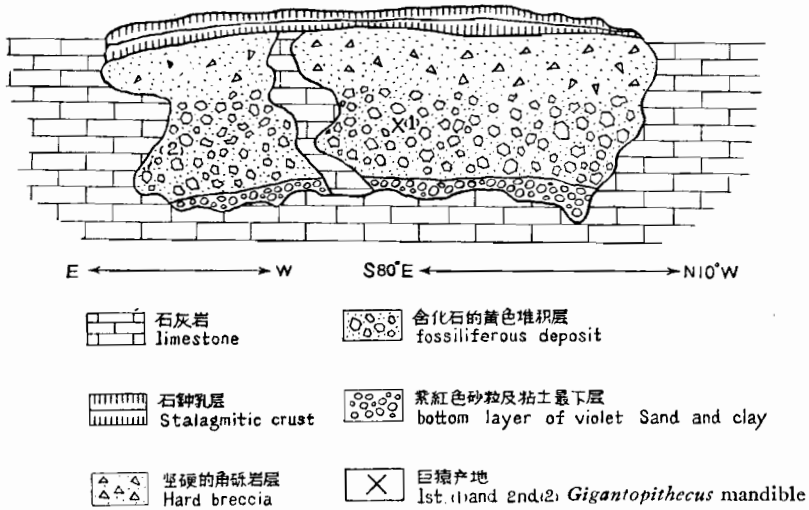 (2)
(1)
E W S80°E N10°W
石灰岩
limestone
含化石的黄色堆积层
fossiliferous deposit
石钟乳层
Stalagmitic crust
紫红色砂粒及粘土最下层
bottom layer of violet Sand and clay
坚硬的角砾岩层
Hard breccia
巨猿产地
1st.(1) and 2nd(2) Gigantopithecus mandible